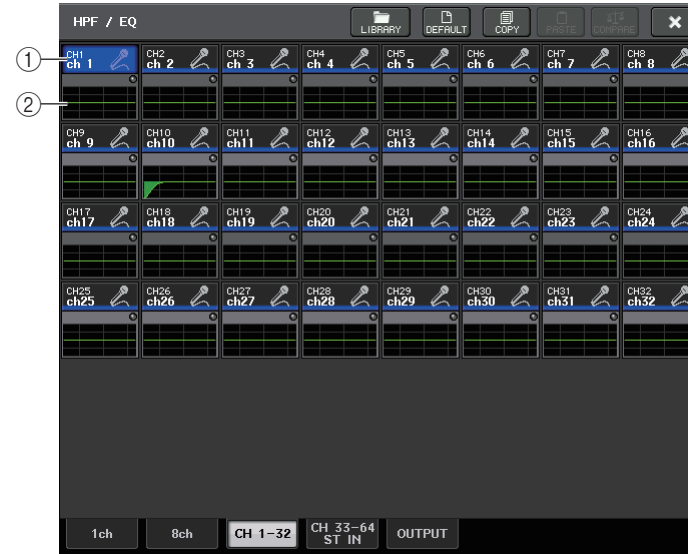 HPF / EQ
LIBRARY
DEFAULT
COPY
PASTE
COMPARE
1
2
CH1
ch 1
CH2
ch 2
CH3
ch 3
CH4
ch 4
CH5
ch 5
CH6
ch 6
CH7
ch 7
CH8
ch 8
CH9
ch 9
CH10
ch10
CH11
ch11
CH12
ch12
CH13
ch13
CH14
ch14
CH15
ch15
CH16
ch16
CH17
ch17
CH18
ch18
CH19
ch19
CH20
ch20
CH21
ch21
CH22
ch22
CH23
ch23
CH24
ch24
CH25
ch25
CH26
ch26
CH27
ch27
CH28
ch28
CH29
ch29
CH30
ch30
CH31
ch31
CH32
ch32
1ch
8ch
CH 1-32
CH 33-64
ST IN
OUTPUT